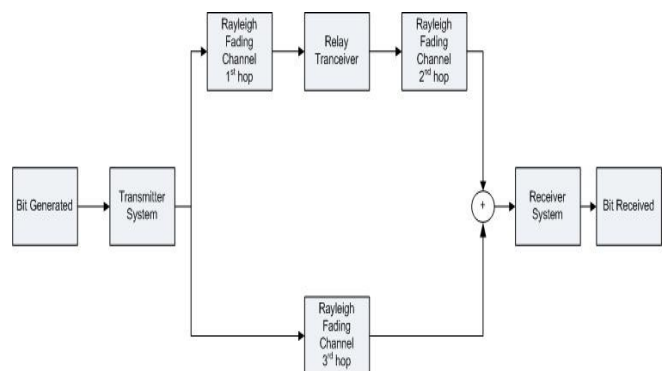 Rayleigh
Fading
Channel
1st hop
Relay
Tranceiver
Rayleigh
Fading
Channel
2nd hop
Bit Generated
Transmitter
System
+
Receiver
System
Bit Received
Rayleigh
Fading
Channel
3rd hop